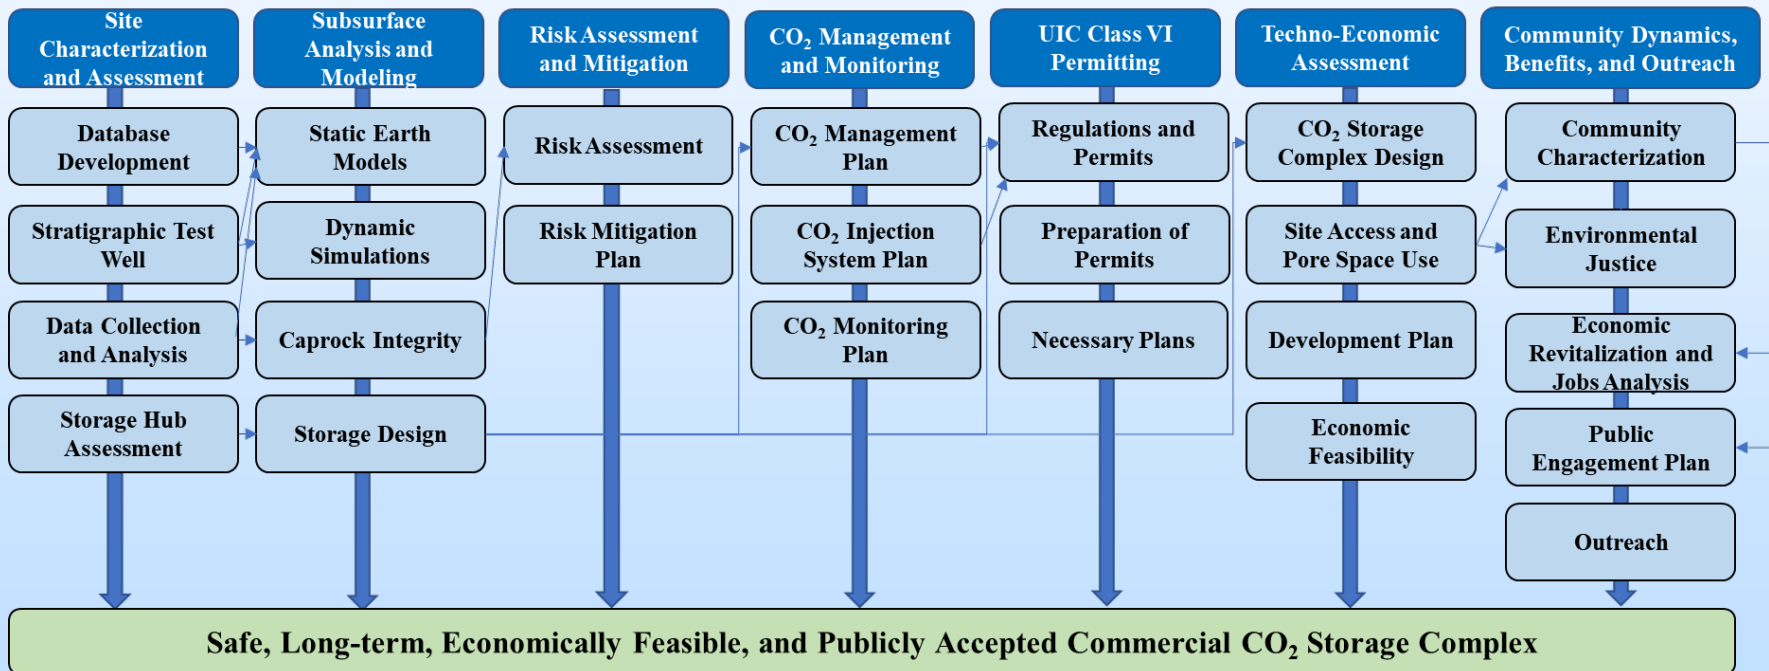 Site
Characterization
and Assessment
Database
Development
Stratigraphic Test
Well
Data Collection
and Analysis
Storage Hub
Assessment
Subsurface
Analysis and
Modeling
Static Earth
Models
Dynamic
Simulations
Caprock Integrity
Storage Design
Risk Assessment
and Mitigation
Risk Assessment
Risk Mitigation
Plan
CO₂ Management
and Monitoring
CO₂ Management
Plan
CO₂ Injection
System Plan
CO₂ Monitoring
Plan
UIC Class VI
Permitting
Regulations and
Permits
Preparation of
Permits
Necessary Plans
Techno-Economic
Assessment
CO₂ Storage
Complex Design
Site Access and
Pore Space Use
Development Plan
Economic
Feasibility
Community Dynamics,
Benefits, and Outreach
Community
Characterization
Environmental
Justice
Economic
Revitalization and
Jobs Analysis
Public
Engagement Plan
Outreach
Safe, Long-term, Economically Feasible, and Publicly Accepted Commercial CO₂ Storage Complex